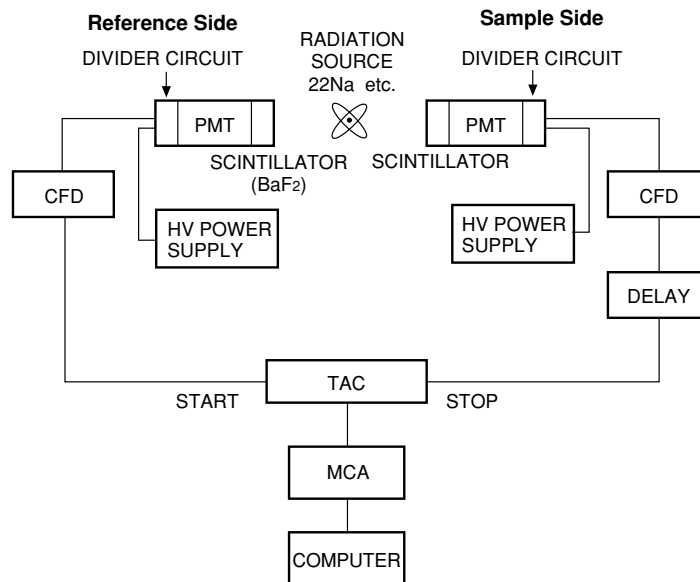 Reference Side
Sample Side
DIVIDER CIRCUIT
RADIATION
SOURCE
22Na etc.
DIVIDER CIRCUIT
PMT
PMT
SCINTILLATOR
(BaF2)
SCINTILLATOR
CFD
CFD
HV POWER
SUPPLY
HV POWER
SUPPLY
DELAY
TAC
START
STOP
MCA
COMPUTER